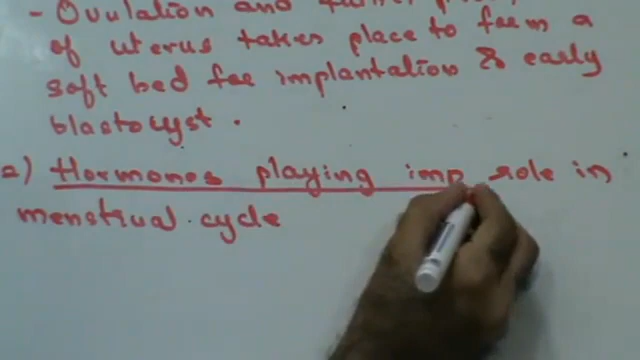 - Ovulation and
of uterus takes place to form a
soft bed for implantation & early
blastocyst.
a) Hormones playing imp role in
menstrual cycle